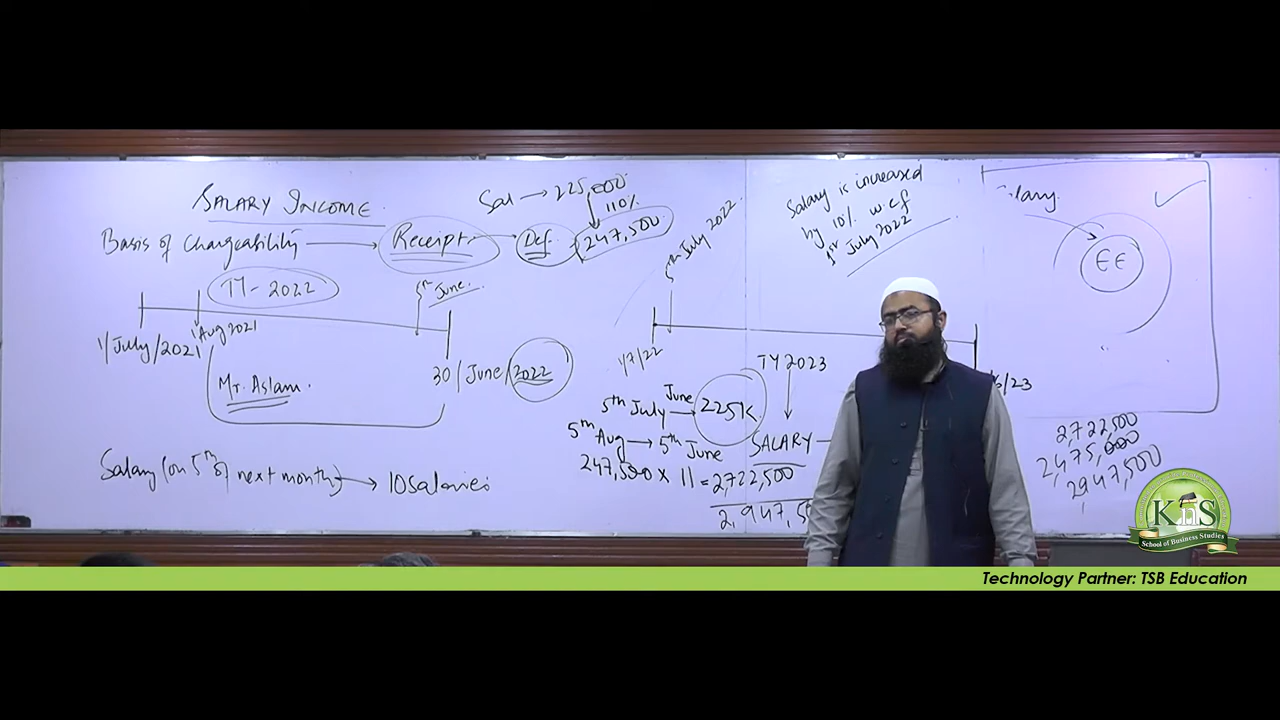 SALARY INCOME
Sal → 225,000
110%
Basis of Chargeability → Receipt → Def. 247,500
TY-2022
5th June.
1/July/2021
1 Aug 2021
30/June/2022
Mr. Aslam.
Salary (on 5th of next month) → 10 Salaries
5th July 2022
Salary is increased
by 10% w.e.f
1st July 2022
1/7/22
TY 2023
5th July → June 225K
5th Aug → 5th June
SALARY
247,500 x 11 = 2,722,500
2,947,5
Salary.
EE
/23
2,722,500
2,475,000
2947,500
KnS
School of Business Studies
Technology Partner: TSB Education